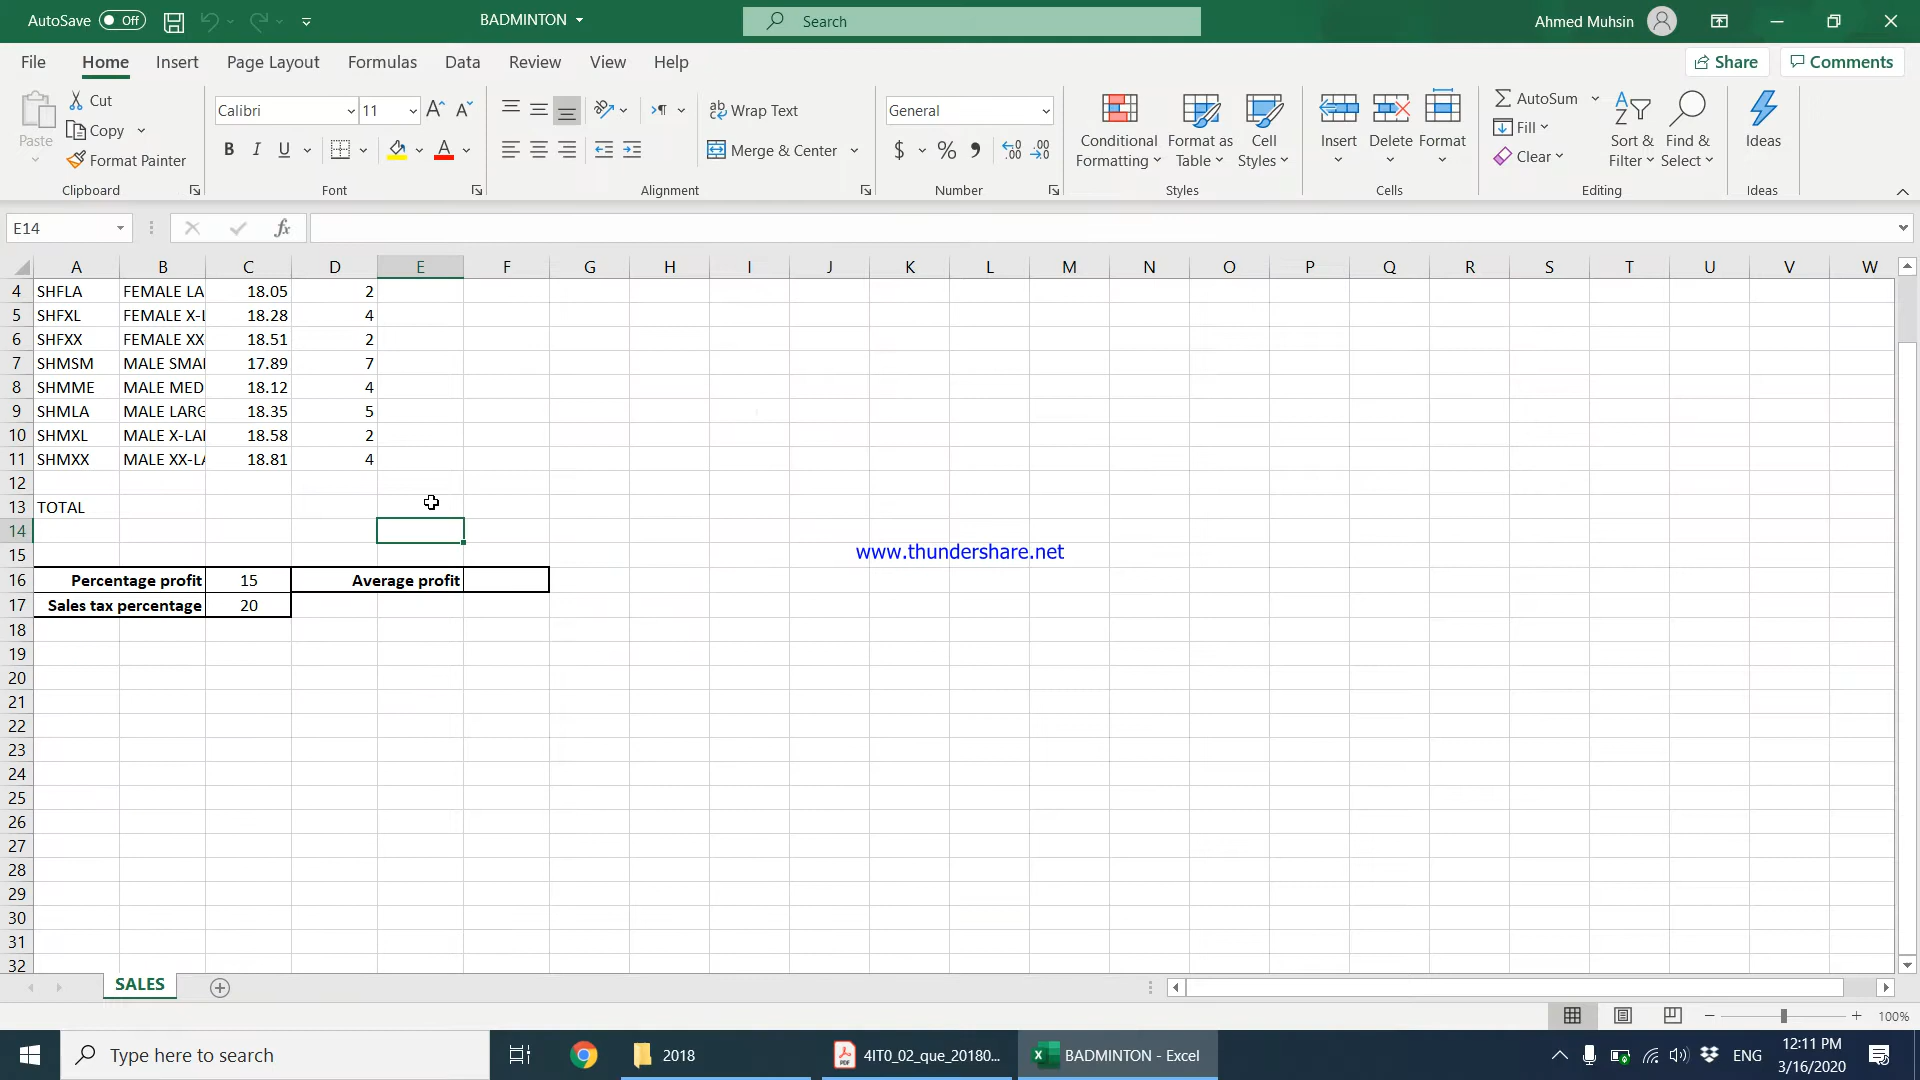 AutoSave Off BADMINTON Search Ahmed Muhsin
File Home Insert Page Layout Formulas Data Review View Help Share Comments
Paste Cut Copy Format Painter Clipboard
Calibri 11 B I U A Font
Wrap Text Merge & Center Alignment
General $ % Number
Conditional Formatting Format as Table Cell Styles Styles
Insert Delete Format Cells
AutoSum Fill Clear Sort & Filter Find & Select Editing
Ideas Ideas
E14 fx
A B C D E F G H I J K L M N O P Q R S T U V W
4 SHFLA FEMALE LA 18.05 2
5 SHFXL FEMALE X-L 18.28 4
6 SHFXX FEMALE XX 18.51 2
7 SHMSM MALE SMA 17.89 7
8 SHMME MALE MED 18.12 4
9 SHMLA MALE LARG 18.35 5
10 SHMXL MALE X-LA 18.58 2
11 SHMXX MALE XX-LA 18.81 4
12
13 TOTAL
14
www.thundershare.net
15
16 Percentage profit 15 Average profit
17 Sales tax percentage 20
18
19
20
21
22
23
24
25
26
27
28
29
30
31
32
SALES
100%
Type here to search 2018 4IT0_02_que_20180... BADMINTON - Excel ENG 12:11 PM
3/16/2020